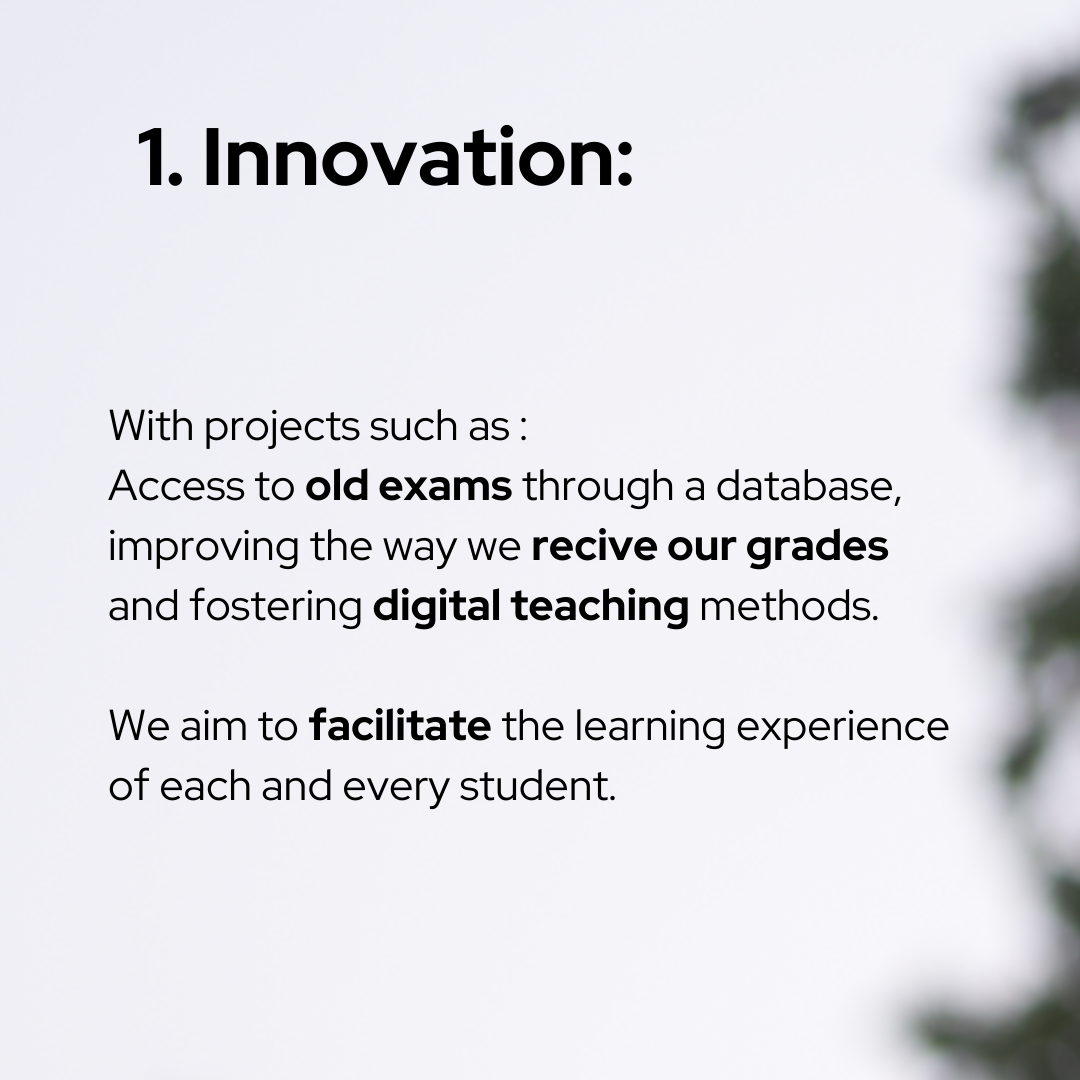 1. Innovation:
With projects such as :
Access to old exams through a database,
improving the way we recive our grades
and fostering digital teaching methods.
We aim to facilitate the learning experience
of each and every student.